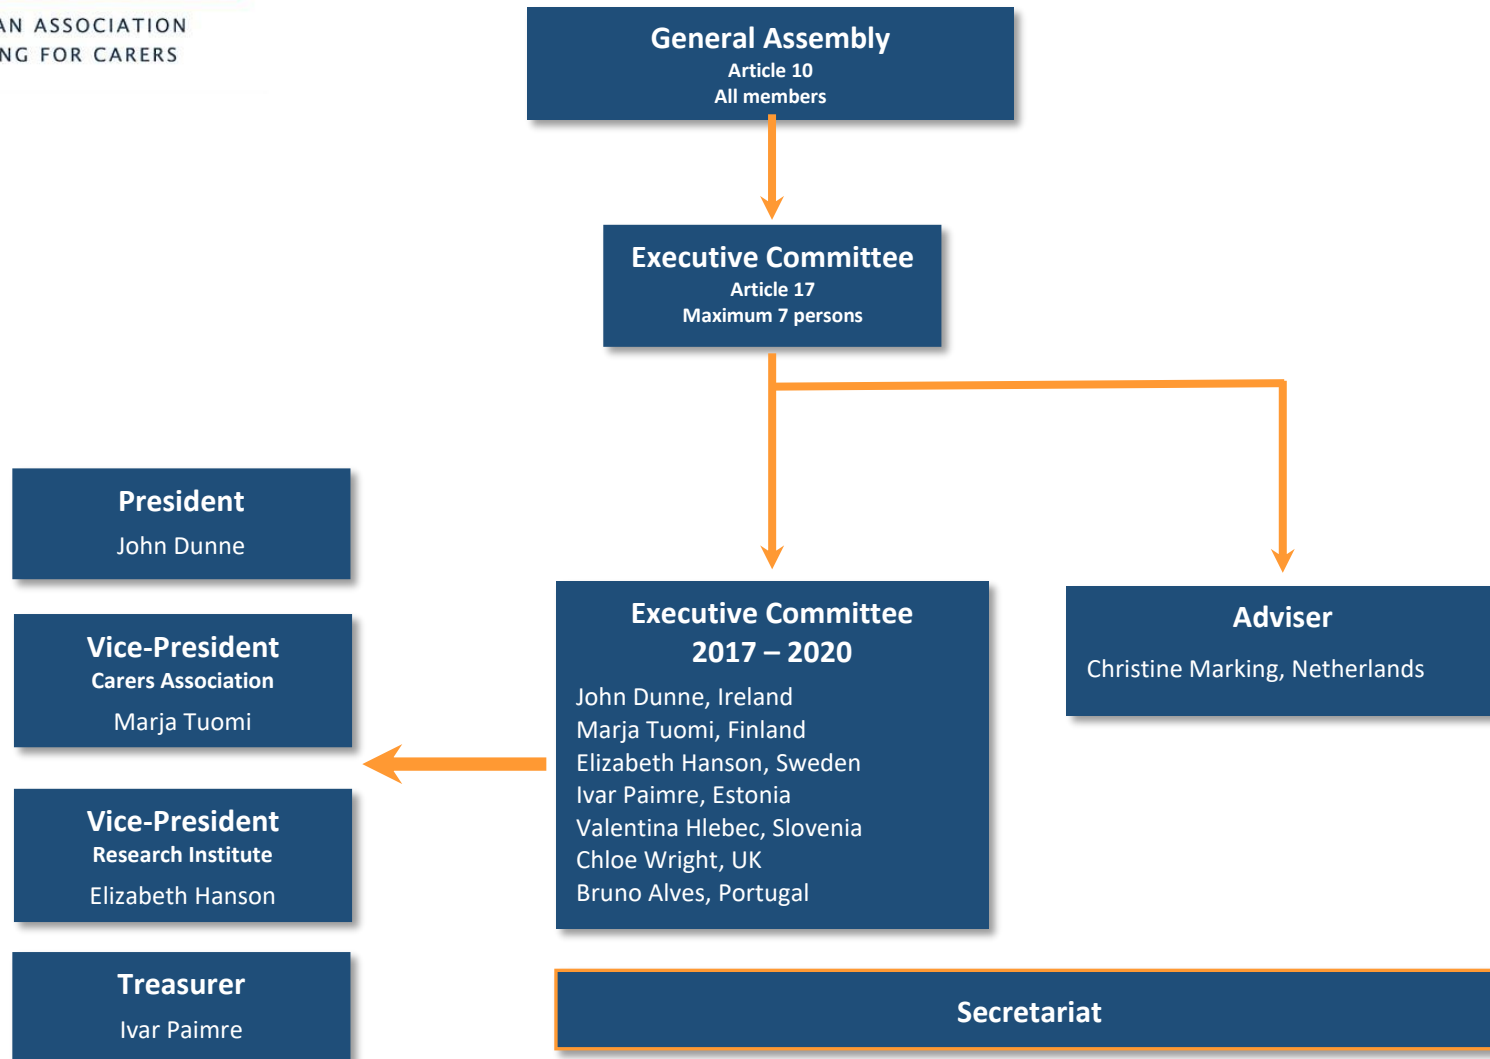 AN ASSOCIATION
NG FOR CARERS
General Assembly
Article 10
All members
Executive Committee
Article 17
Maximum 7 persons
President
John Dunne
Vice-President
Carers Association
Marja Tuomi
Vice-President
Research Institute
Elizabeth Hanson
Treasurer
Ivar Paimre
Executive Committee
2017 – 2020
John Dunne, Ireland
Marja Tuomi, Finland
Elizabeth Hanson, Sweden
Ivar Paimre, Estonia
Valentina Hlebec, Slovenia
Chloe Wright, UK
Bruno Alves, Portugal
Adviser
Christine Marking, Netherlands
Secretariat